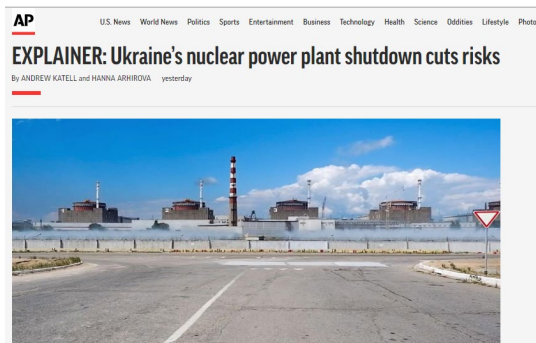 AP
U.S. News World News Politics Sports Entertainment Business Technology Health Science Oddities Lifestyle Photo
EXPLAINER: Ukraine's nuclear power plant shutdown cuts risks
By ANDREW KATELL and HANNA ARHIROVA yesterday